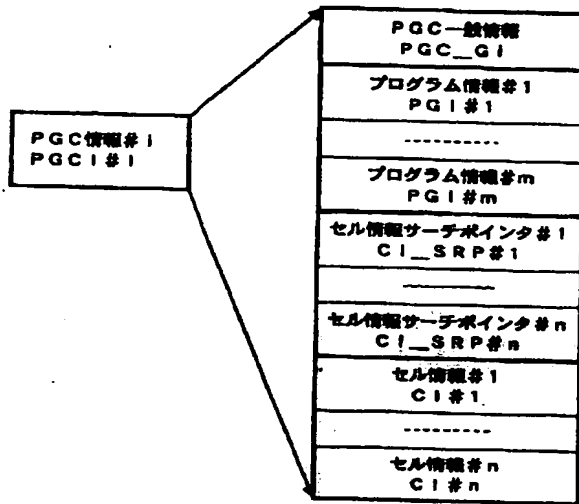 PGC情報#i
PGCI#i
PGC一般情報
PGC_GI
プログラム情報#1
PGI#1
----------
プログラム情報#m
PGI#m
セル情報サーチポインタ#1
CI_SRP#1
----------
セル情報サーチポインタ#n
CI_SRP#n
セル情報#1
CI#1
----------
セル情報#n
CI#n